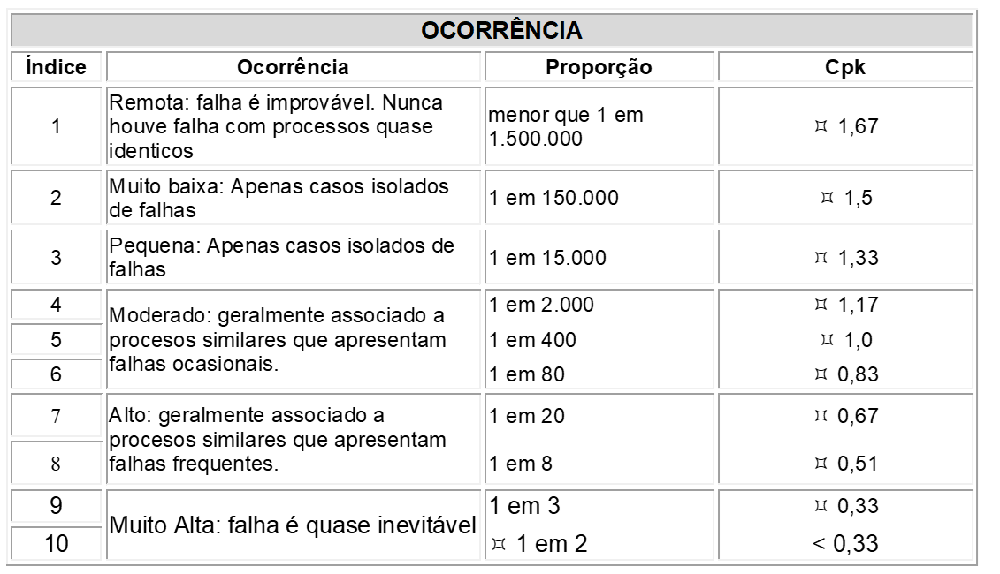 OCORRÊNCIA
Índice Ocorrência Proporção Cpk
1 Remota: falha é improvável. Nunca
houve falha com processos quase
identicos menor que 1 em
1.500.000 ¤ 1,67
2 Muito baixa: Apenas casos isolados
de falhas 1 em 150.000 ¤ 1,5
3 Pequena: Apenas casos isolados de
falhas 1 em 15.000 ¤ 1,33
4 Moderado: geralmente associado a
procesos similares que apresentam
falhas ocasionais. 1 em 2.000 ¤ 1,17
5 1 em 400 ¤ 1,0
6 1 em 80 ¤ 0,83
7 Alto: geralmente associado a
procesos similares que apresentam
falhas frequentes. 1 em 20 ¤ 0,67
8 1 em 8 ¤ 0,51
9 Muito Alta: falha é quase inevitável 1 em 3 ¤ 0,33
10 ¤ 1 em 2 < 0,33